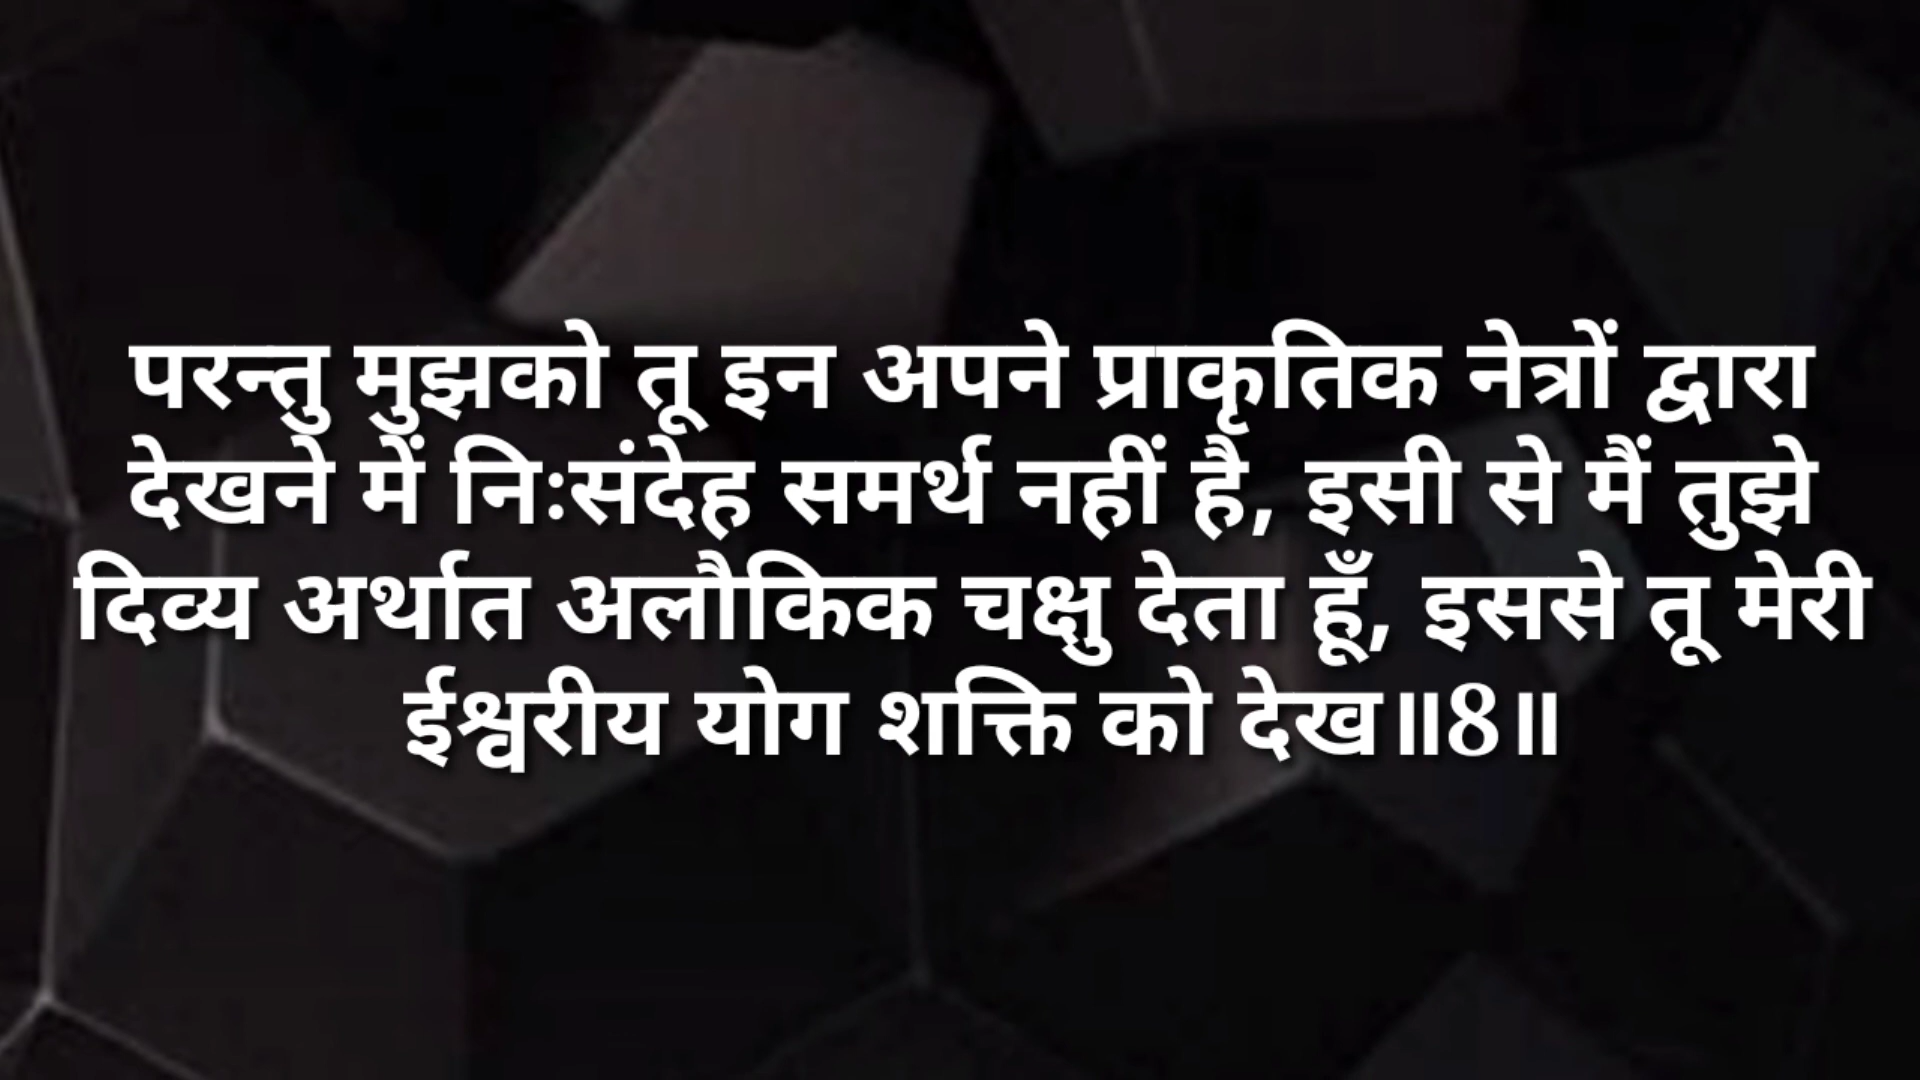 परन्तु मुझको तू इन अपने प्राकृतिक नेत्रों द्वारा
देखने में निःसंदेह समर्थ नहीं है, इसी से मैं तुझे
दिव्य अर्थात अलौकिक चक्षु देता हूँ, इससे तू मेरी
ईश्वरीय योग शक्ति को देख॥8॥